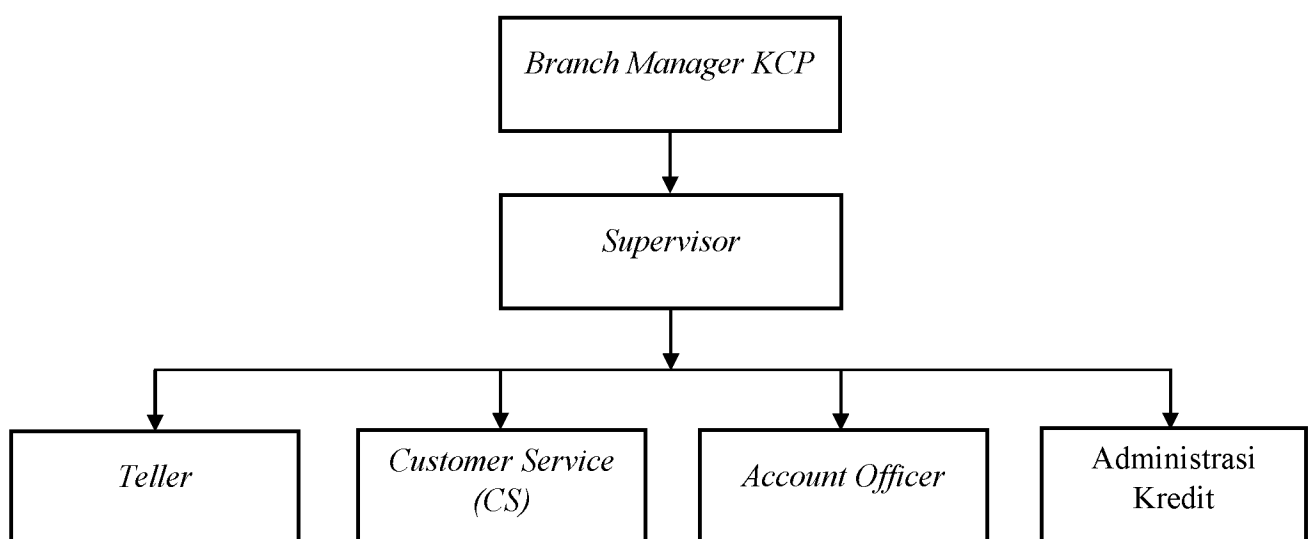 Branch Manager KCP
Supervisor
Teller
Customer Service
(CS)
Account Officer
Administrasi
Kredit